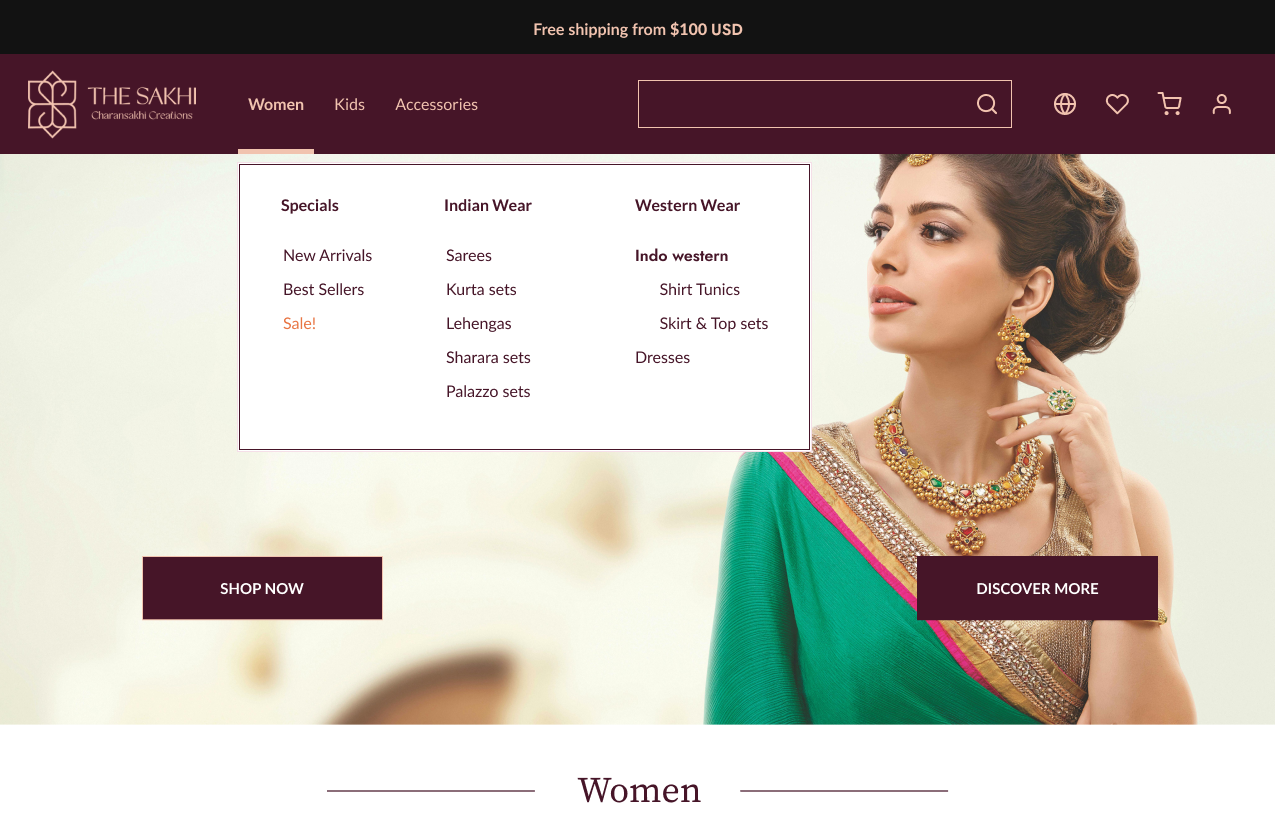 Free shipping from $100 USD
THE SAKHI
Charansakhi Creations
Women
Kids
Accessories
Specials
New Arrivals
Best Sellers
Sale!
Indian Wear
Sarees
Kurta sets
Lehengas
Sharara sets
Palazzo sets
Western Wear
Indo western
Shirt Tunics
Skirt & Top sets
Dresses
SHOP NOW
DISCOVER MORE
Women